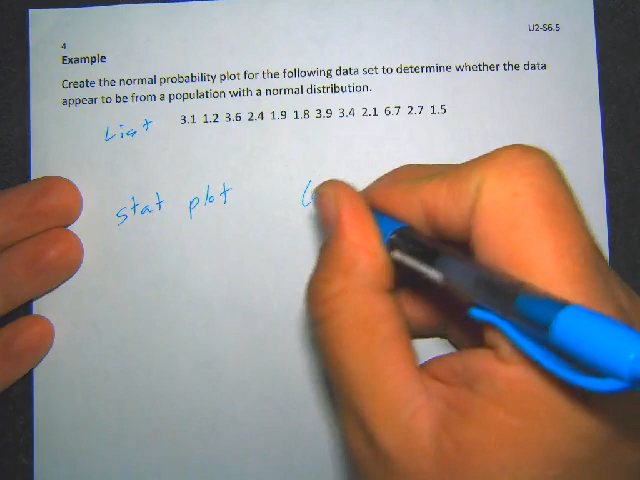 U2-S6.5
4
Example
Create the normal probability plot for the following data set to determine whether the data
appear to be from a population with a normal distribution.
List 3.1 1.2 3.6 2.4 1.9 1.8 3.9 3.4 2.1 6.7 2.7 1.5
stat plot